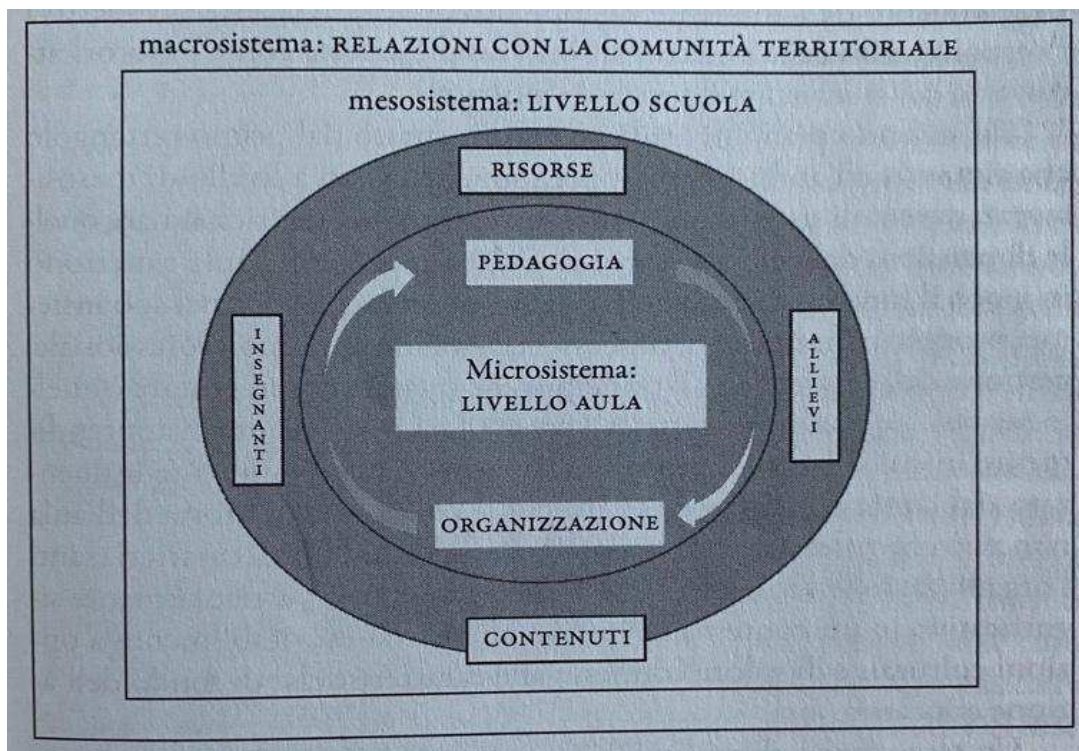 macrosistema: RELAZIONI CON LA COMUNITÀ TERRITORIALE
mesosistema: LIVELLO SCUOLA
RISORSE
PEDAGOGIA
INSEGNANTI
Microsistema:
LIVELLO AULA
ALLIEVI
ORGANIZZAZIONE
CONTENUTI